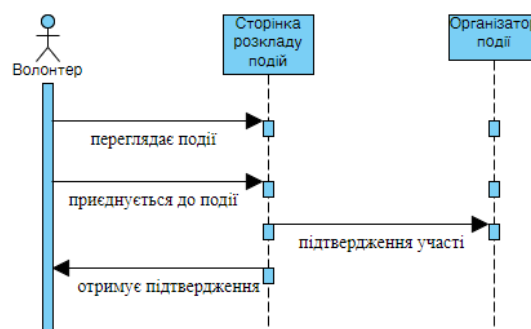 Волонтер
Сторінка
розкладу
подій
Організатор
події
переглядає події
приєднується до події
підтвердження участі
отримує підтвердження